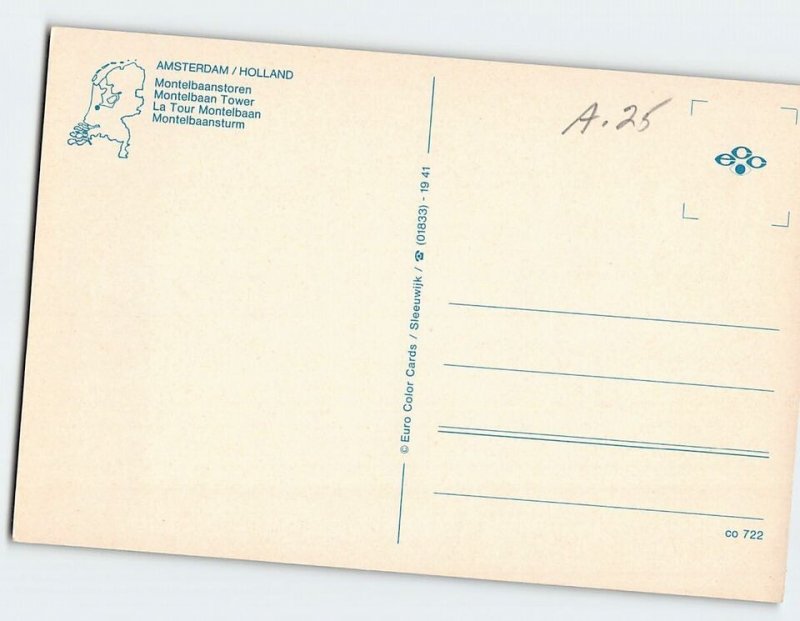 AMSTERDAM / HOLLAND
Montelbaanstoren
Montelbaan Tower
La Tour Montelbaan
Montelbaansturm
© Euro Color Cards / Sleeuwijk / ☎ (01833) - 19 41
A.25
ecc
co 722